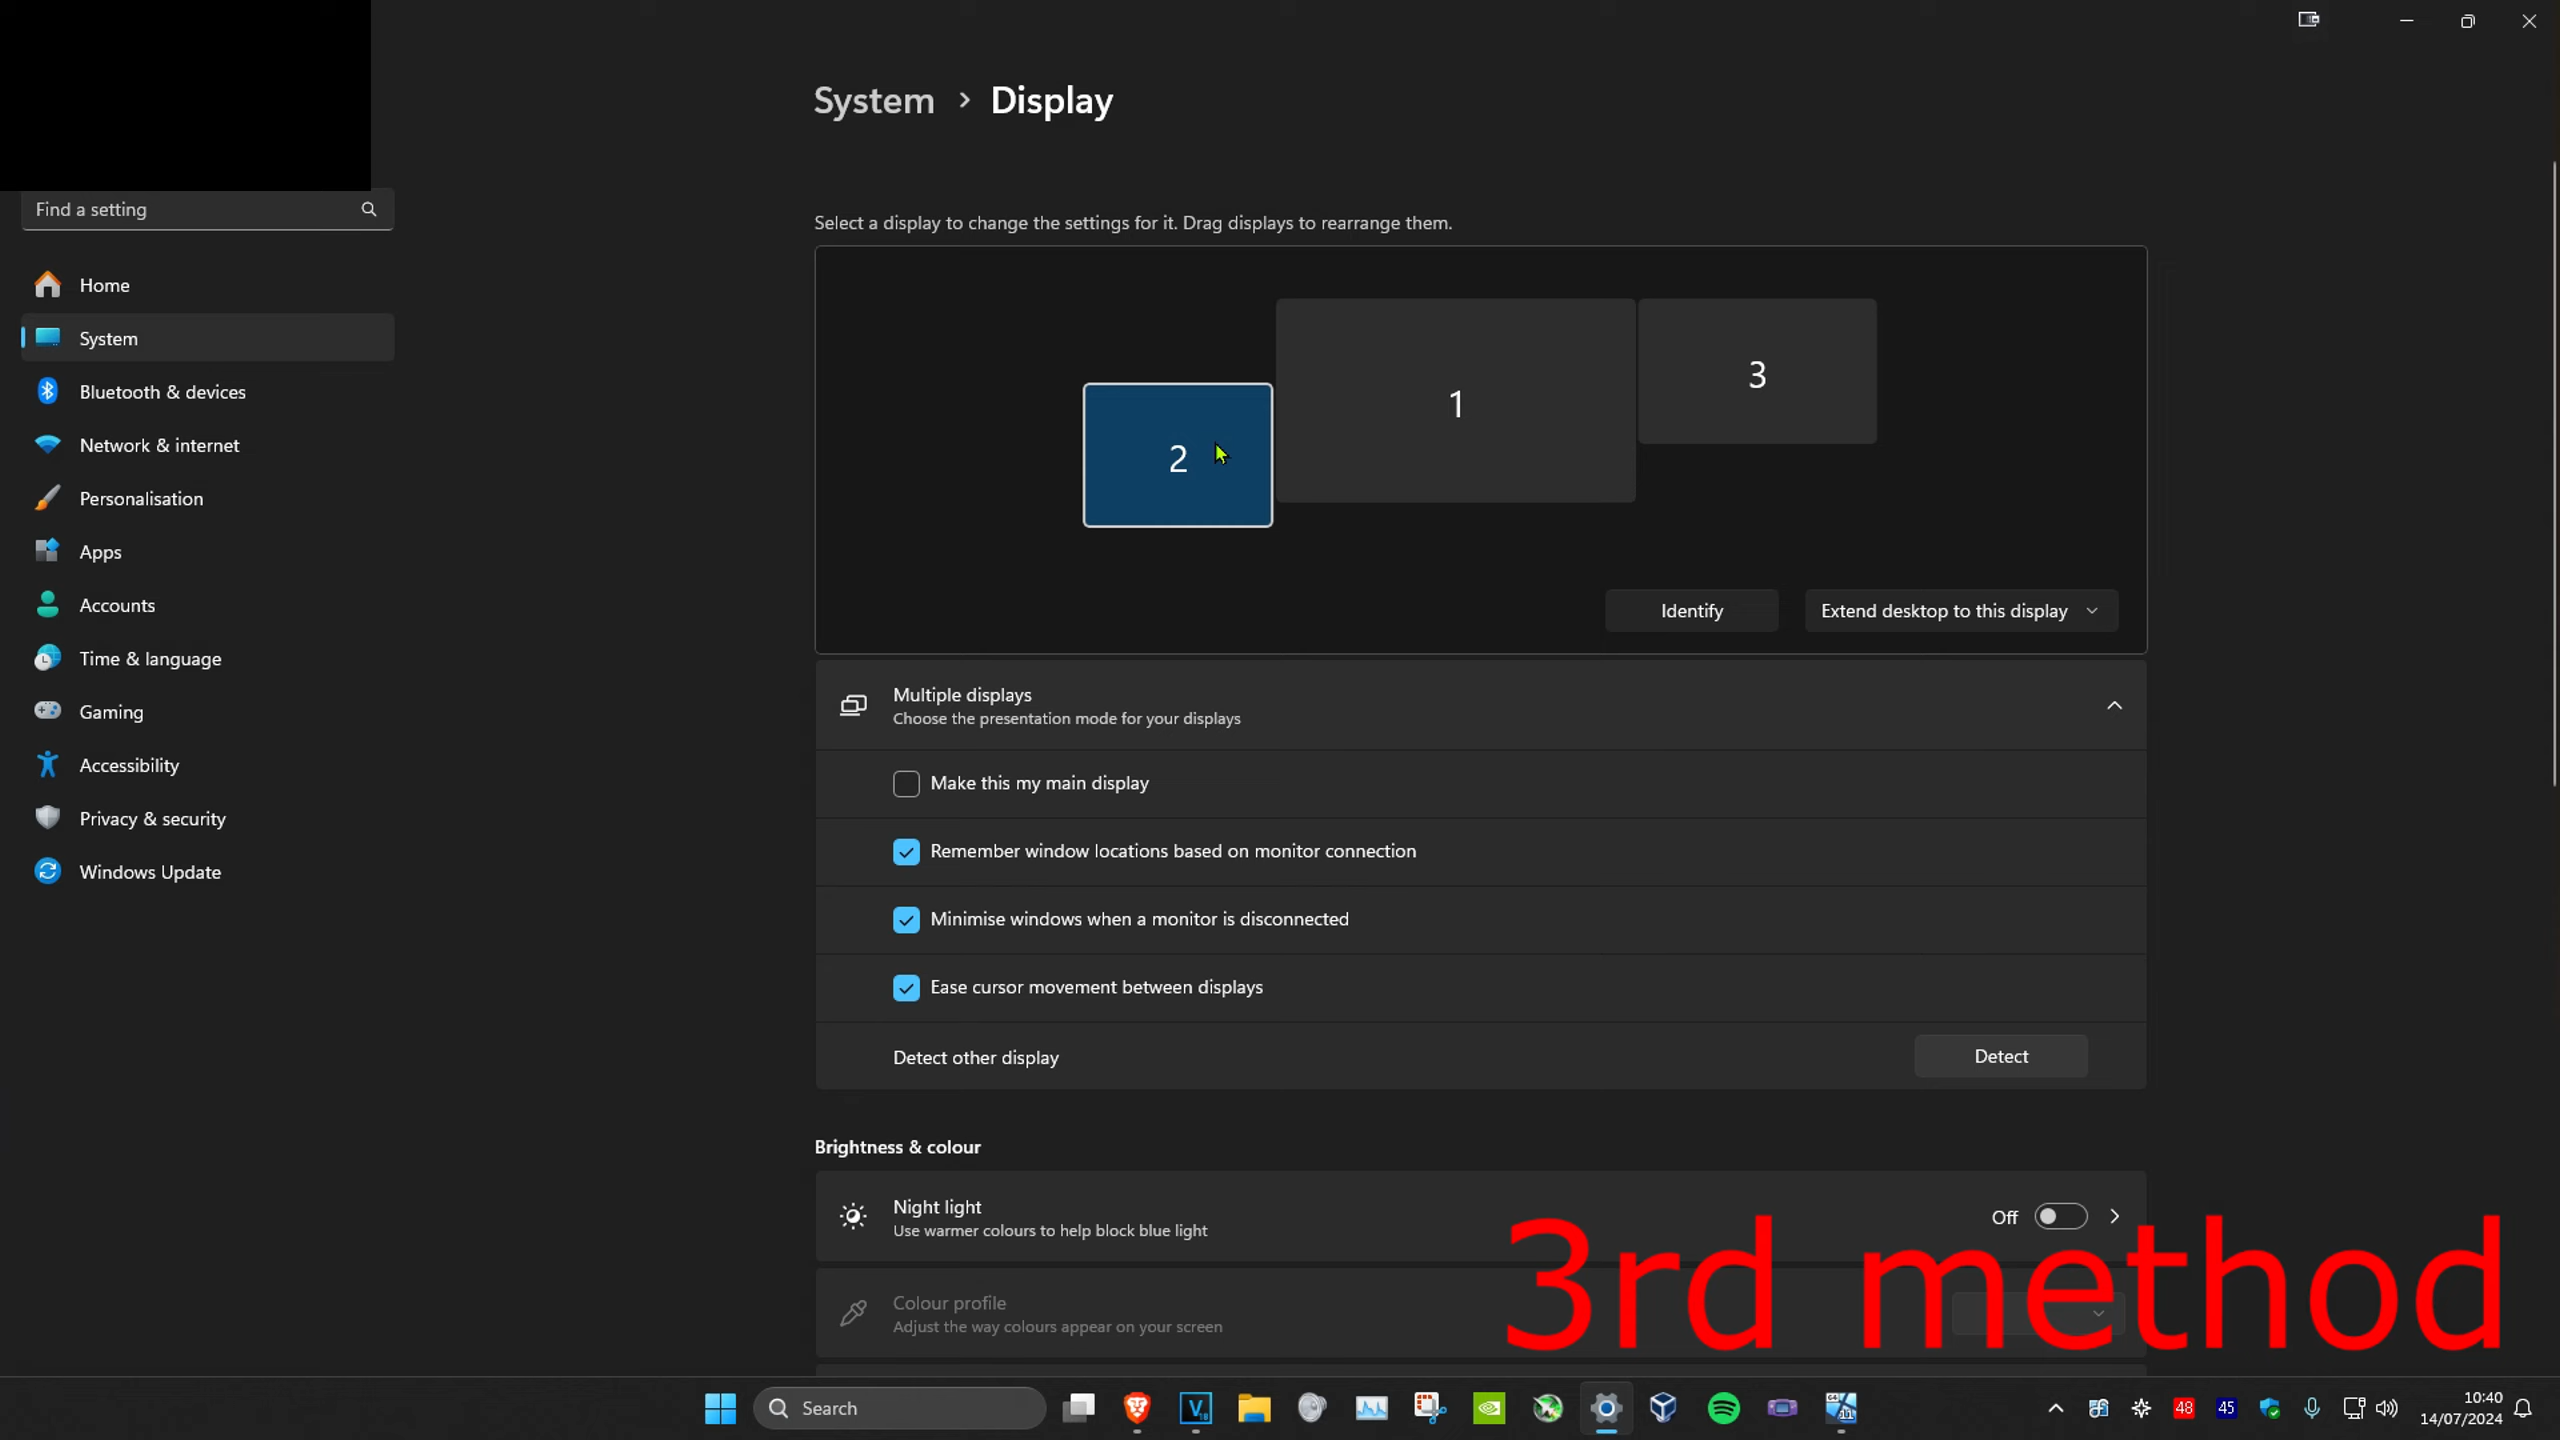 System > Display
Find a setting
Home
System
Bluetooth & devices
Network & internet
Personalisation
Apps
Accounts
Time & language
Gaming
Accessibility
Privacy & security
Windows Update
Select a display to change the settings for it. Drag displays to rearrange them.
2
1
3
Identify
Extend desktop to this display
Multiple displays
Choose the presentation mode for your displays
Make this my main display
Remember window locations based on monitor connection
Minimise windows when a monitor is disconnected
Ease cursor movement between displays
Detect other display
Detect
Brightness & colour
Night light
Use warmer colours to help block blue light
Off
Colour profile
Adjust the way colours appear on your screen
3rd method
Search
48
45
10:40
14/07/2024